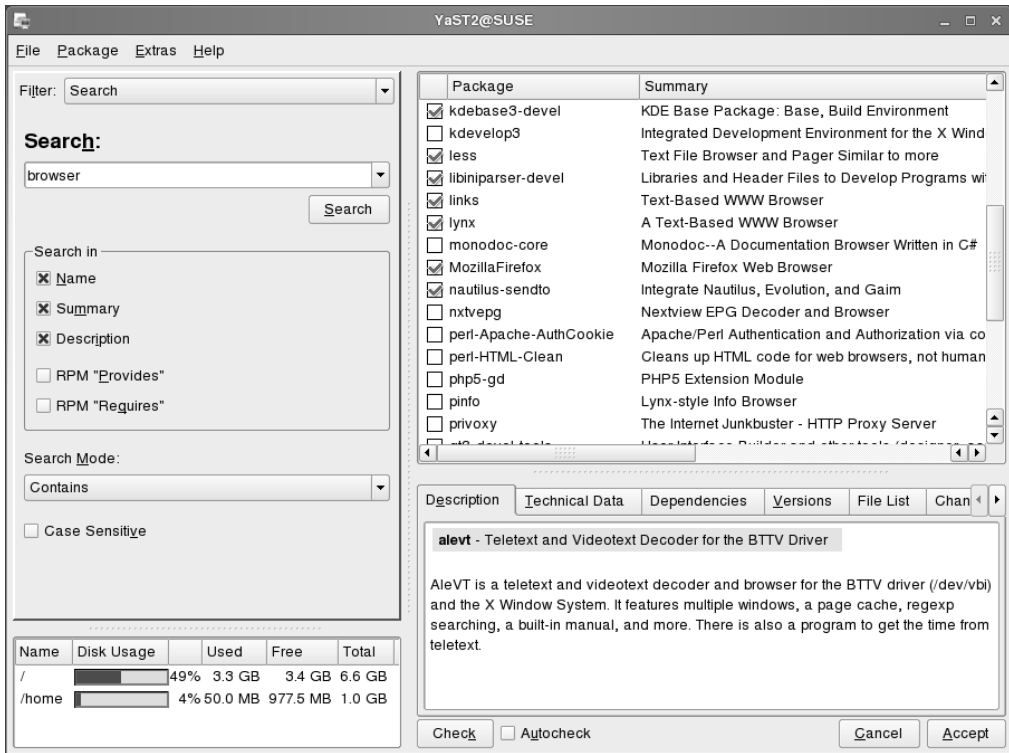 YaST2@SUSE
File Package Extras Help
Filter: Search
Search:
browser
Search
Search in
Name
Summary
Description
RPM "Provides"
RPM "Requires"
Search Mode:
Contains
Case Sensitive
Name Disk Usage Used Free Total
/ 49% 3.3 GB 3.4 GB 6.6 GB
/home 4% 50.0 MB 977.5 MB 1.0 GB
Package Summary
kdebase3-devel KDE Base Package: Base, Build Environment
kdevelop3 Integrated Development Environment for the X Wind
less Text File Browser and Pager Similar to more
libiniparser-devel Libraries and Header Files to Develop Programs wi
links Text-Based WWW Browser
lynx A Text-Based WWW Browser
monodoc-core Monodoc--A Documentation Browser Written in C#
MozillaFirefox Mozilla Firefox Web Browser
nautilus-sendto Integrate Nautilus, Evolution, and Gaim
nxtvepg Nextview EPG Decoder and Browser
perl-Apache-AuthCookie Apache/Perl Authentication and Authorization via co
perl-HTML-Clean Cleans up HTML code for web browsers, not human
php5-gd PHP5 Extension Module
pinfo Lynx-style Info Browser
privoxy The Internet Junkbuster - HTTP Proxy Server
Description Technical Data Dependencies Versions File List Chan
alevt - Teletext and Videotext Decoder for the BTTV Driver
AleVT is a teletext and videotext decoder and browser for the BTTV driver (/dev/vbi)
and the X Window System. It features multiple windows, a page cache, regexp
searching, a built-in manual, and more. There is also a program to get the time from
teletext.
Check Autocheck Cancel Accept